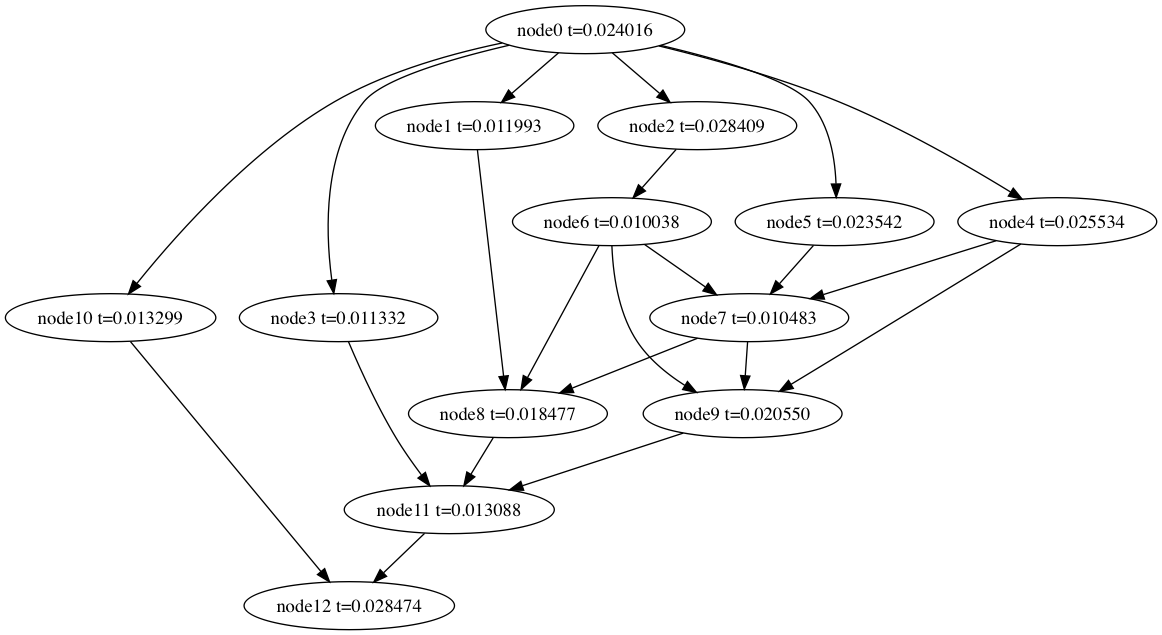 node0 t=0.024016
node1 t=0.011993
node2 t=0.028409
node6 t=0.010038
node5 t=0.023542
node4 t=0.025534
node10 t=0.013299
node3 t=0.011332
node7 t=0.010483
node8 t=0.018477
node9 t=0.020550
node11 t=0.013088
node12 t=0.028474